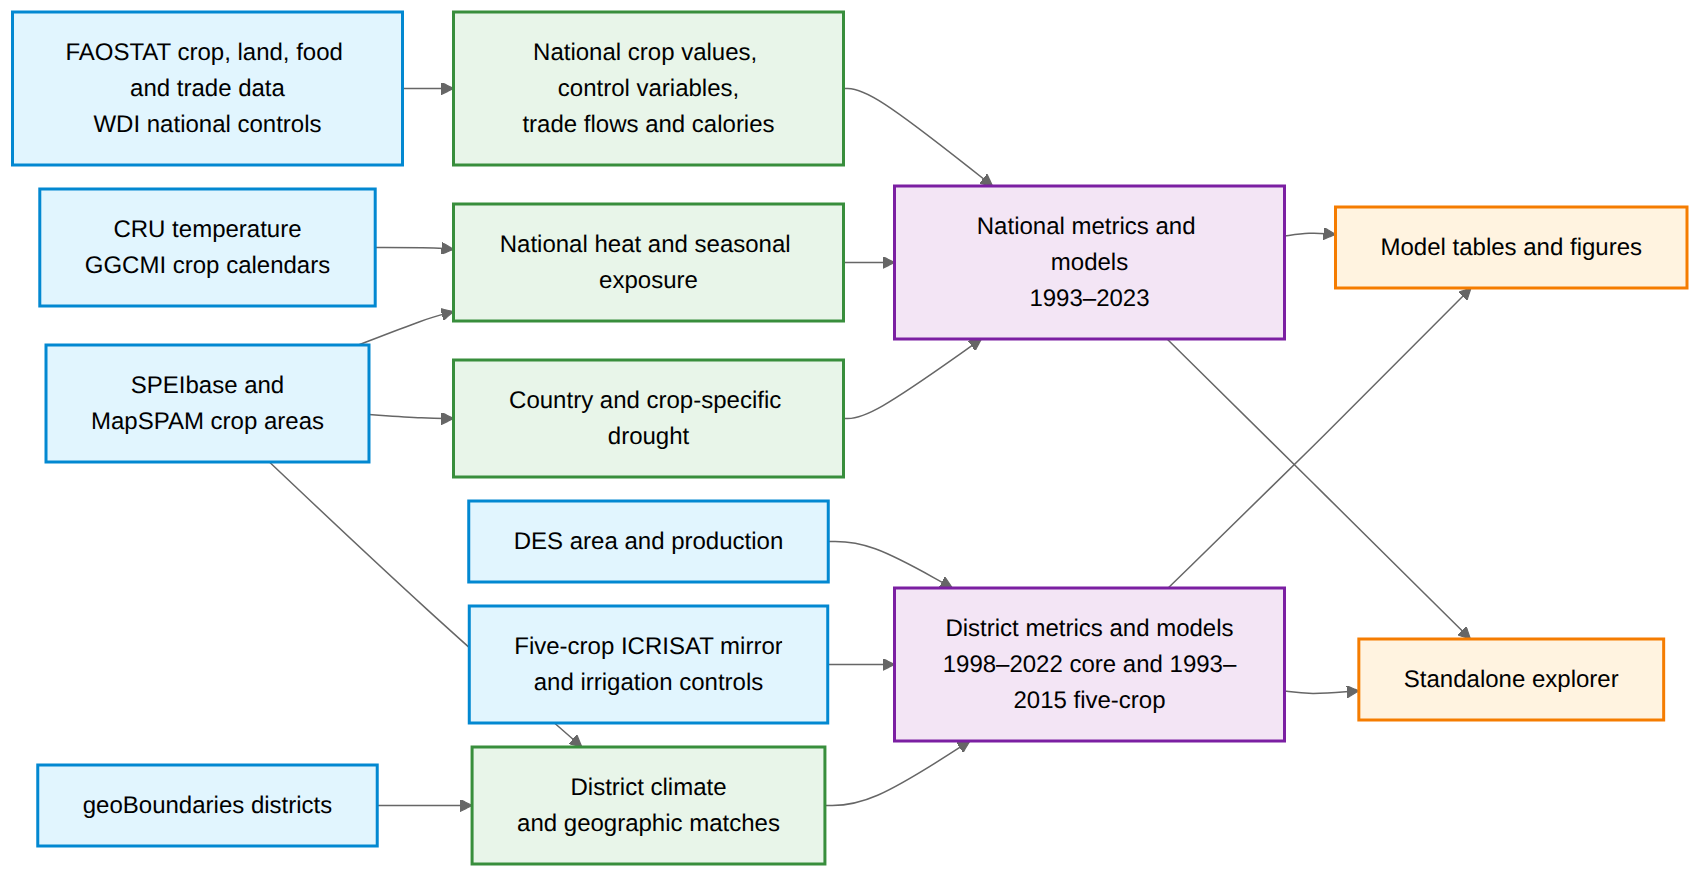 FAOSTAT crop, land, food
and trade data
WDI national controls
National crop values,
control variables,
trade flows and calories
CRU temperature
GGCMI crop calendars
National heat and seasonal
exposure
National metrics and
models
1993–2023
Model tables and figures
SPEIbase and
MapSPAM crop areas
Country and crop-specific
drought
DES area and production
Five-crop ICRISAT mirror
and irrigation controls
District metrics and models
1998–2022 core and 1993–
2015 five-crop
Standalone explorer
geoBoundaries districts
District climate
and geographic matches